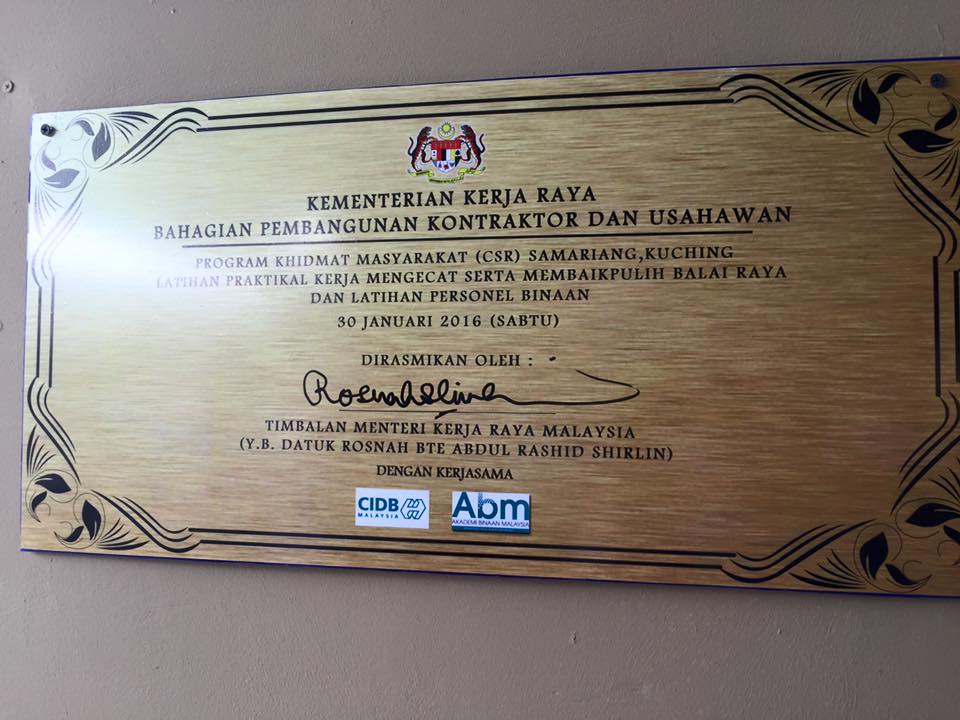 KEMENTERIAN KERJA RAYA
BAHAGIAN PEMBANGUNAN KONTRAKTOR DAN USAHAWAN
PROGRAM KHIDMAT MASYARAKAT (CSR) SAMARIANG,KUCHING
LATIHAN PRAKTIKAL KERJA MENGECAT SERTA MEMBAIKPULIH BALAI RAYA
DAN LATIHAN PERSONEL BINAAN
30 JANUARI 2016 (SABTU)
DIRASMIKAN OLEH :
TIMBALAN MENTERI KERJA RAYA MALAYSIA
(Y.B. DATUK ROSNAH BTE ABDUL RASHID SHIRLIN)
DENGAN KERJASAMA
CIDB
MALAYSIA
Abm
AKADEMI BINAAN MALAYSIA